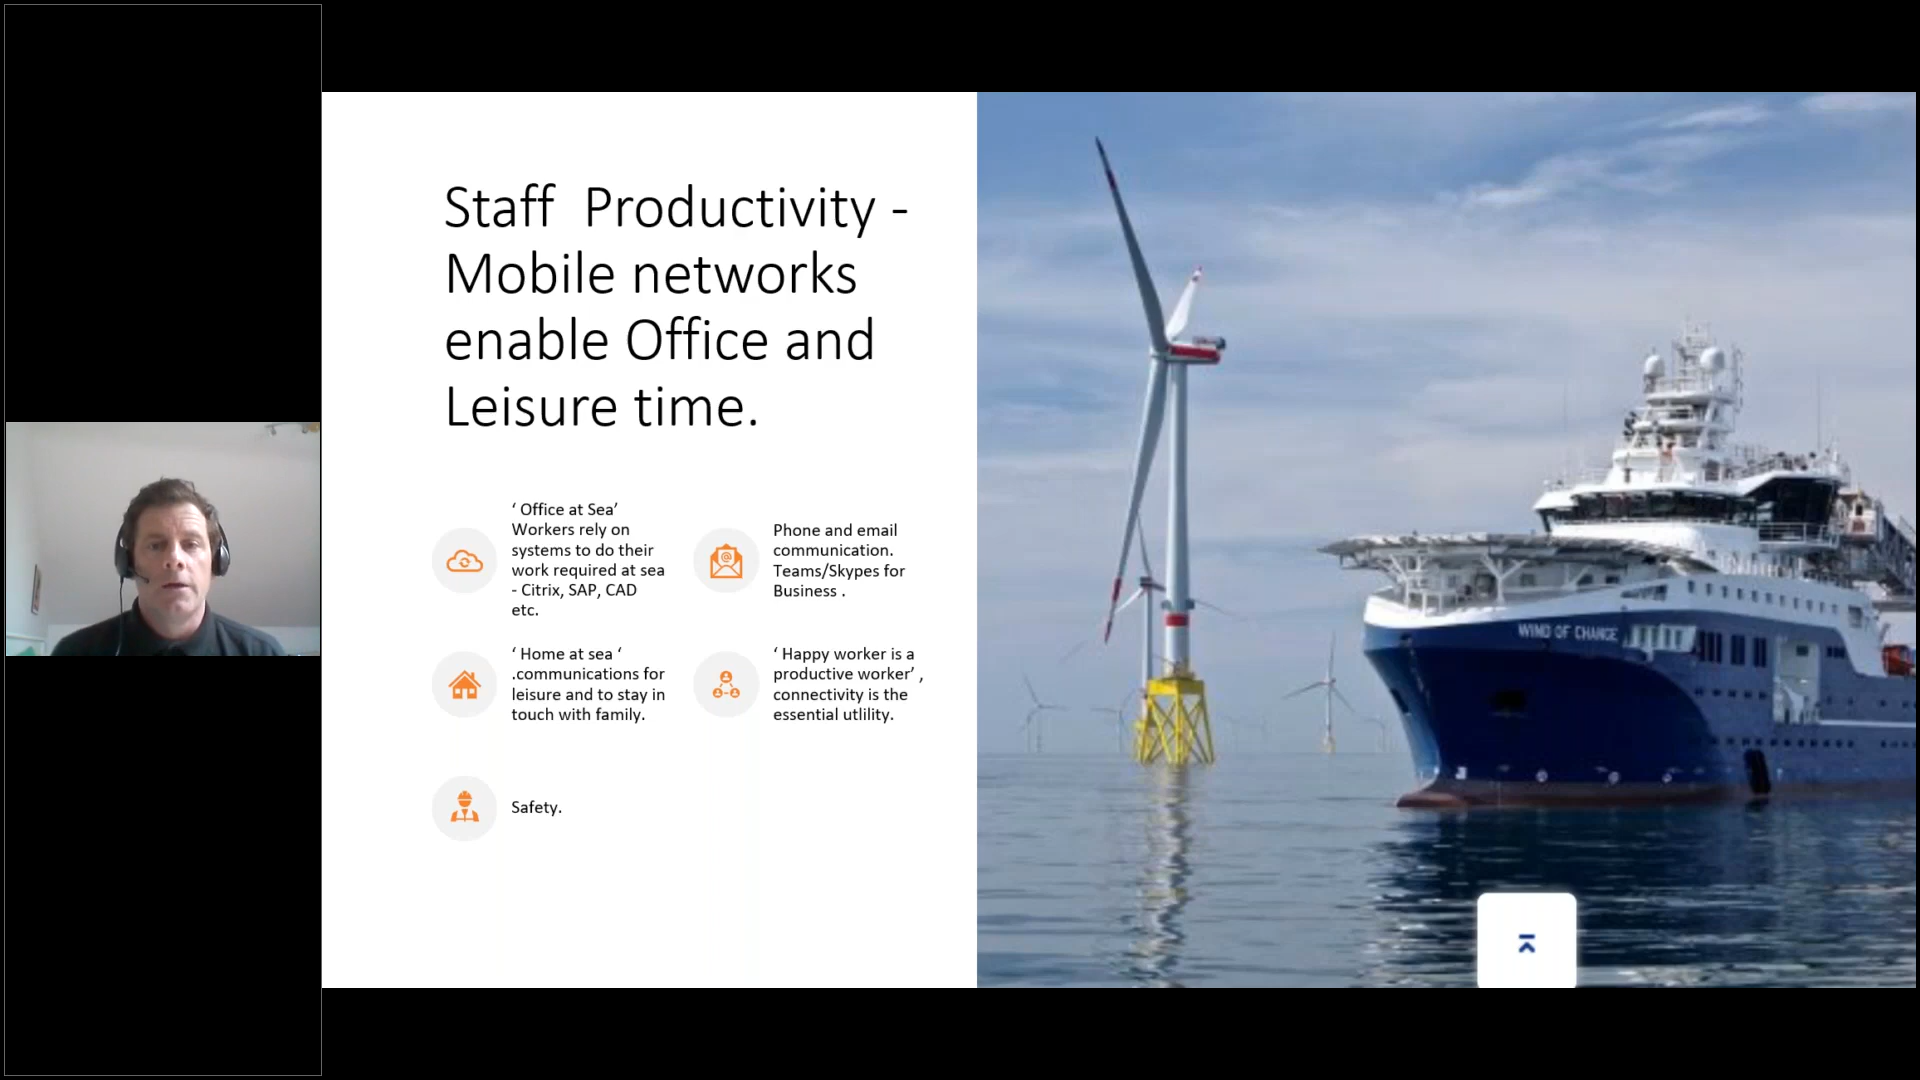 Staff  Productivity -
Mobile networks
enable Office and
Leisure time.
‘ Office at Sea’
Workers rely on
systems to do their
work required at sea
- Citrix, SAP, CAD
etc.
Phone and email
communication.
Teams/Skypes for
Business .
‘ Home at sea ‘
.communications for
leisure and to stay in
touch with family.
‘ Happy worker is a
productive worker’ ,
connectivity is the
essential utlility.
Safety.
WIND OF CHANGE